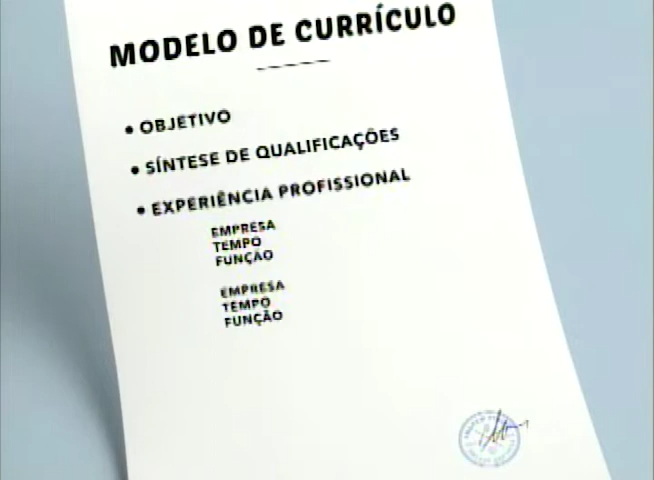 MODELO DE CURRÍCULO
• OBJETIVO
• SÍNTESE DE QUALIFICAÇÕES
• EXPERIÊNCIA PROFISSIONAL
EMPRESA
TEMPO
FUNÇÃO
EMPRESA
TEMPO
FUNÇÃO